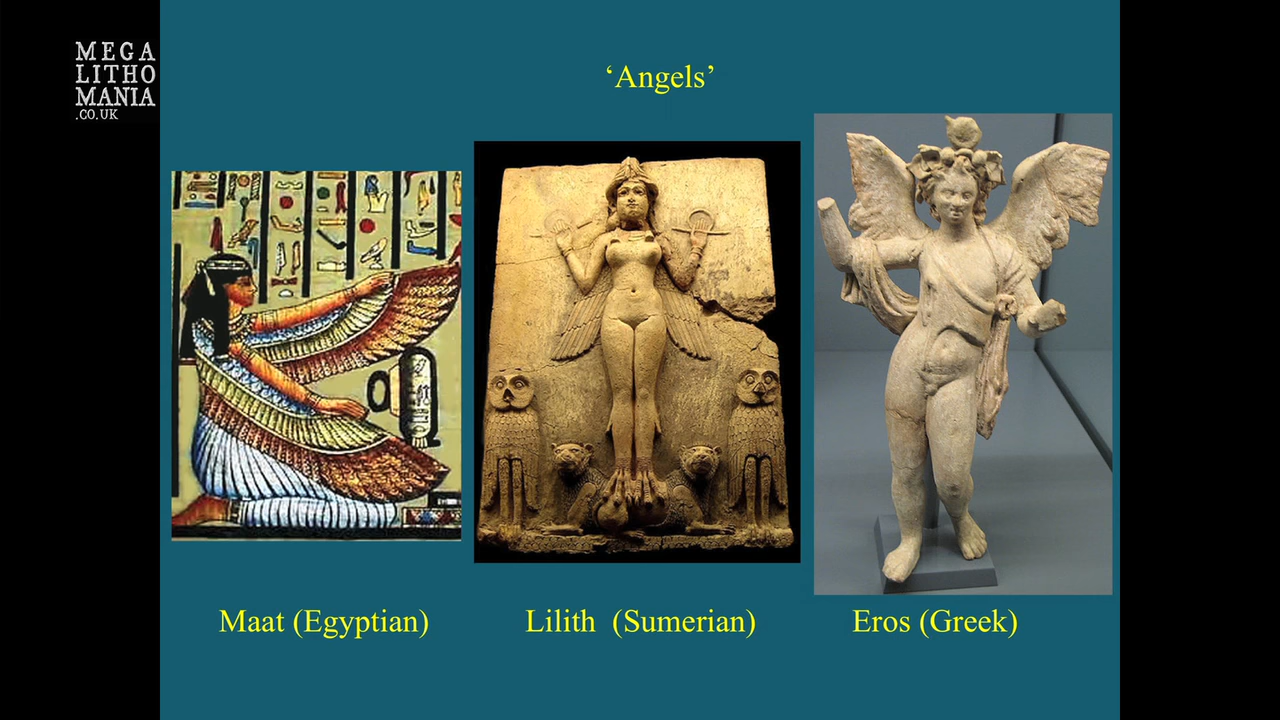 MEGA
LITHO
MANIA
.CO.UK
‘Angels’
Maat (Egyptian)
Lilith  (Sumerian)
Eros (Greek)